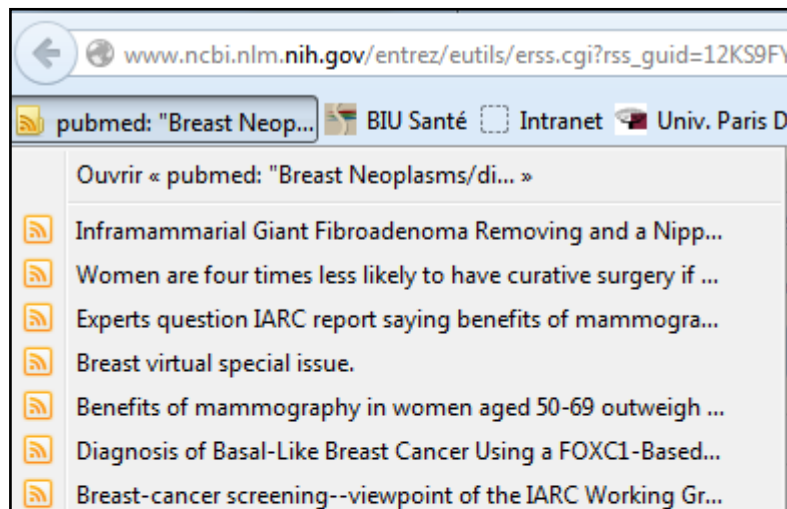 www.ncbi.nlm.nih.gov/entrez/eutils/erss.cgi?rss_guid=12KS9FY
pubmed: "Breast Neop... BIU Santé Intranet Univ. Paris D
Ouvrir « pubmed: "Breast Neoplasms/di... »
Inframammarial Giant Fibroadenoma Removing and a Nipp...
Women are four times less likely to have curative surgery if ...
Experts question IARC report saying benefits of mammogra...
Breast virtual special issue.
Benefits of mammography in women aged 50-69 outweigh ...
Diagnosis of Basal-Like Breast Cancer Using a FOXC1-Based...
Breast-cancer screening--viewpoint of the IARC Working Gr...